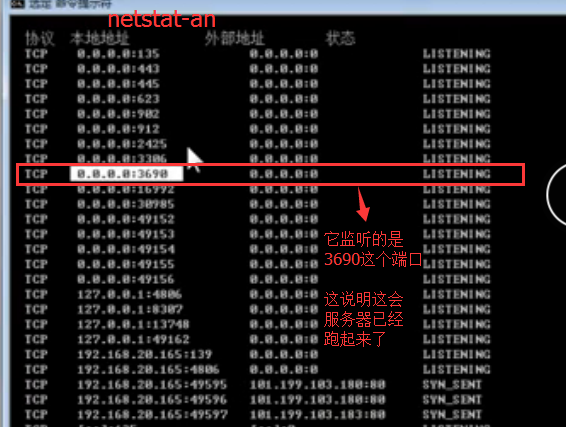 选定 命令提示符
netstat-an
协议 本地地址 外部地址 状态
TCP 0.0.0.0:135 0.0.0.0:0 LISTENING
TCP 0.0.0.0:443 0.0.0.0:0 LISTENING
TCP 0.0.0.0:445 0.0.0.0:0 LISTENING
TCP 0.0.0.0:623 0.0.0.0:0 LISTENING
TCP 0.0.0.0:902 0.0.0.0:0 LISTENING
TCP 0.0.0.0:912 0.0.0.0:0 LISTENING
TCP 0.0.0.0:2425 0.0.0.0:0 LISTENING
TCP 0.0.0.0:3306 0.0.0.0:0 LISTENING
TCP 0.0.0.0:3690 0.0.0.0:0 LISTENING
TCP 0.0.0.0:16992 0.0.0.0:0 LISTENING
TCP 0.0.0.0:30985 0.0.0.0:0 LISTENING
TCP 0.0.0.0:49152 0.0.0.0:0 LISTENING
TCP 0.0.0.0:49153 0.0.0.0:0 LISTENING
TCP 0.0.0.0:49154 0.0.0.0:0 LISTENING
TCP 0.0.0.0:49155 0.0.0.0:0 LISTENING
TCP 0.0.0.0:49156 0.0.0.0:0 LISTENING
TCP 127.0.0.1:4806 0.0.0.0:0 LISTENING
TCP 127.0.0.1:8307 0.0.0.0:0 LISTENING
TCP 127.0.0.1:13748 0.0.0.0:0 LISTENING
TCP 127.0.0.1:49162 0.0.0.0:0 LISTENING
TCP 192.168.20.165:139 0.0.0.0:0 LISTENING
TCP 192.168.20.165:4806 0.0.0.0:0 LISTENING
TCP 192.168.20.165:49595 101.199.103.180:80 SYN_SENT
TCP 192.168.20.165:49596 101.199.103.180:80 SYN_SENT
TCP 192.168.20.165:49597 101.199.103.183:80 SYN_SENT
它监听的是
3690这个端口
这说明这会
服务器已经
跑起来了